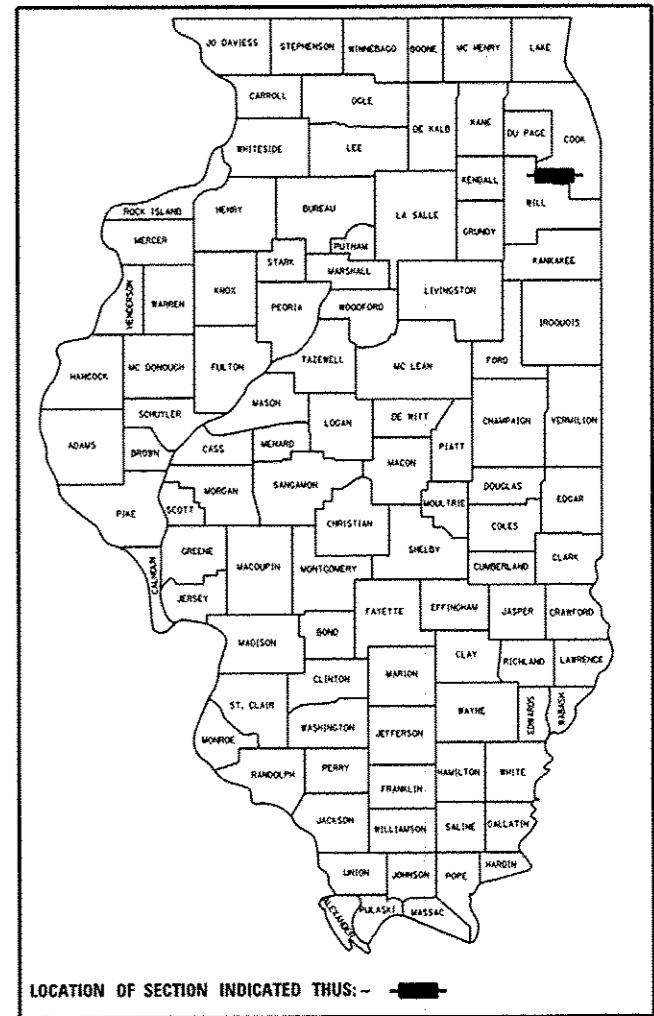 JO DAVIESS STEPHENSON WINNEBAGO BOONE MC HENRY LAKE
CARROLL OGLE DE KALB KANE DU PAGE COOK
WHITESIDE LEE KENDALL WILL
ROCK ISLAND HENRY BUREAU LA SALLE GRUNDY
MERCER PUTNAM KANKAKEE
STARK MARSHALL LIVINGSTON
HENDERSON WARREN KNOX PEORIA WOODFORD IROQUOIS
HANCOCK MC DONOUGH FULTON TAZEWELL MC LEAN FORD
SCHUYLER MASON LOGAN DE WITT CHAMPAIGN VERMILION
ADAMS BROWN CASS MENARD MACON PIATT
PIKE SCOTT MORGAN SANGAMON CHRISTIAN MOULTRIE DOUGLAS EDGAR
COLES
CALHOUN GREENE MACOUPIN MONTGOMERY SHELBY CUMBERLAND CLARK
JERSEY FAYETTE EFFINGHAM JASPER CRAWFORD
MADISON BOND CLAY RICHLAND LAWRENCE
CLINTON MARION
ST. CLAIR WASHINGTON JEFFERSON WAYNE EDWARDS WABASH
MONROE
RANDOLPH PERRY FRANKLIN HAMILTON WHITE
JACKSON WILLIAMSON SALINE GALLATIN
UNION JOHNSON POPE HARDIN
ALEXANDER PULASKI MASSAC
LOCATION OF SECTION INDICATED THUS: -